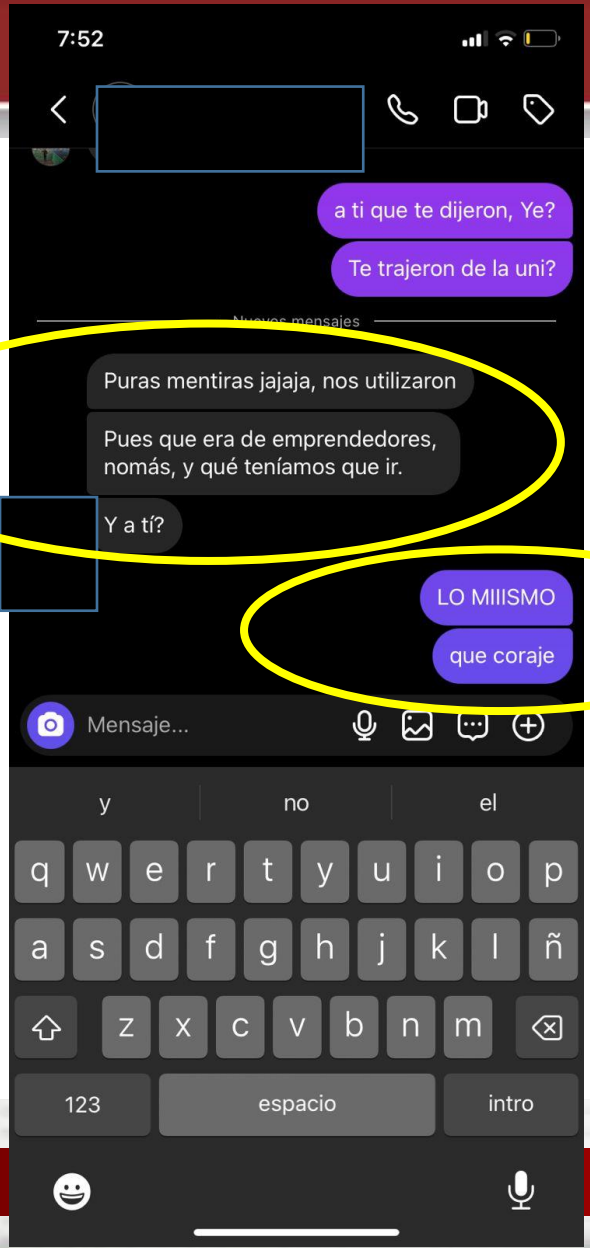 7:52
a ti que te dijeron, Ye?
Te trajeron de la uni?
Nuevos mensajes
Puras mentiras jajaja, nos utilizaron
Pues que era de emprendedores,
nomás, y qué teníamos que ir.
Y a tí?
LO MIIISMO
que coraje
Mensaje...
y no el
q w e r t y u i o p
a s d f g h j k l ñ
z x c v b n m
123 espacio intro